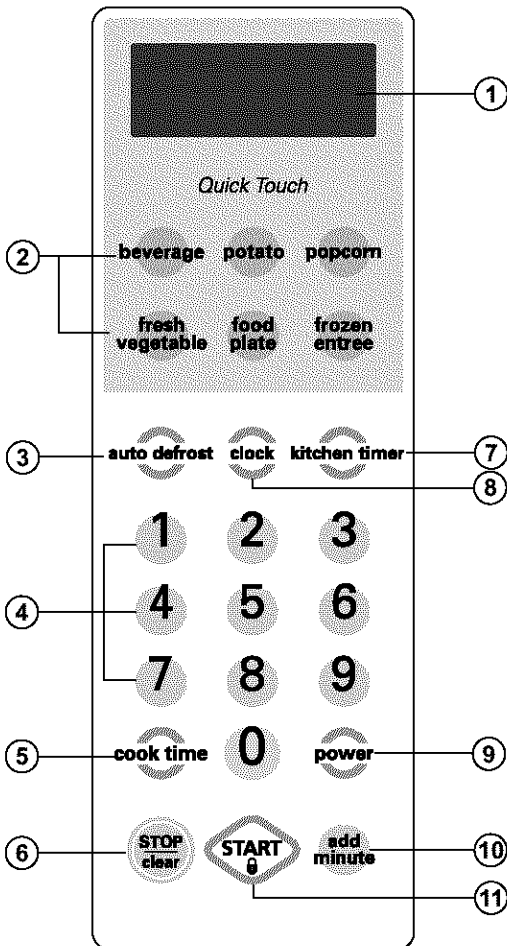 1
Quick Touch
2
beverage potato popcorn
fresh vegetable food plate frozen entree
3 auto defrost clock kitchen timer 7
8
1 2 3
4 4 5 6
7 8 9
5 cook time 0 power 9
6 STOP clear START add minute 10
11